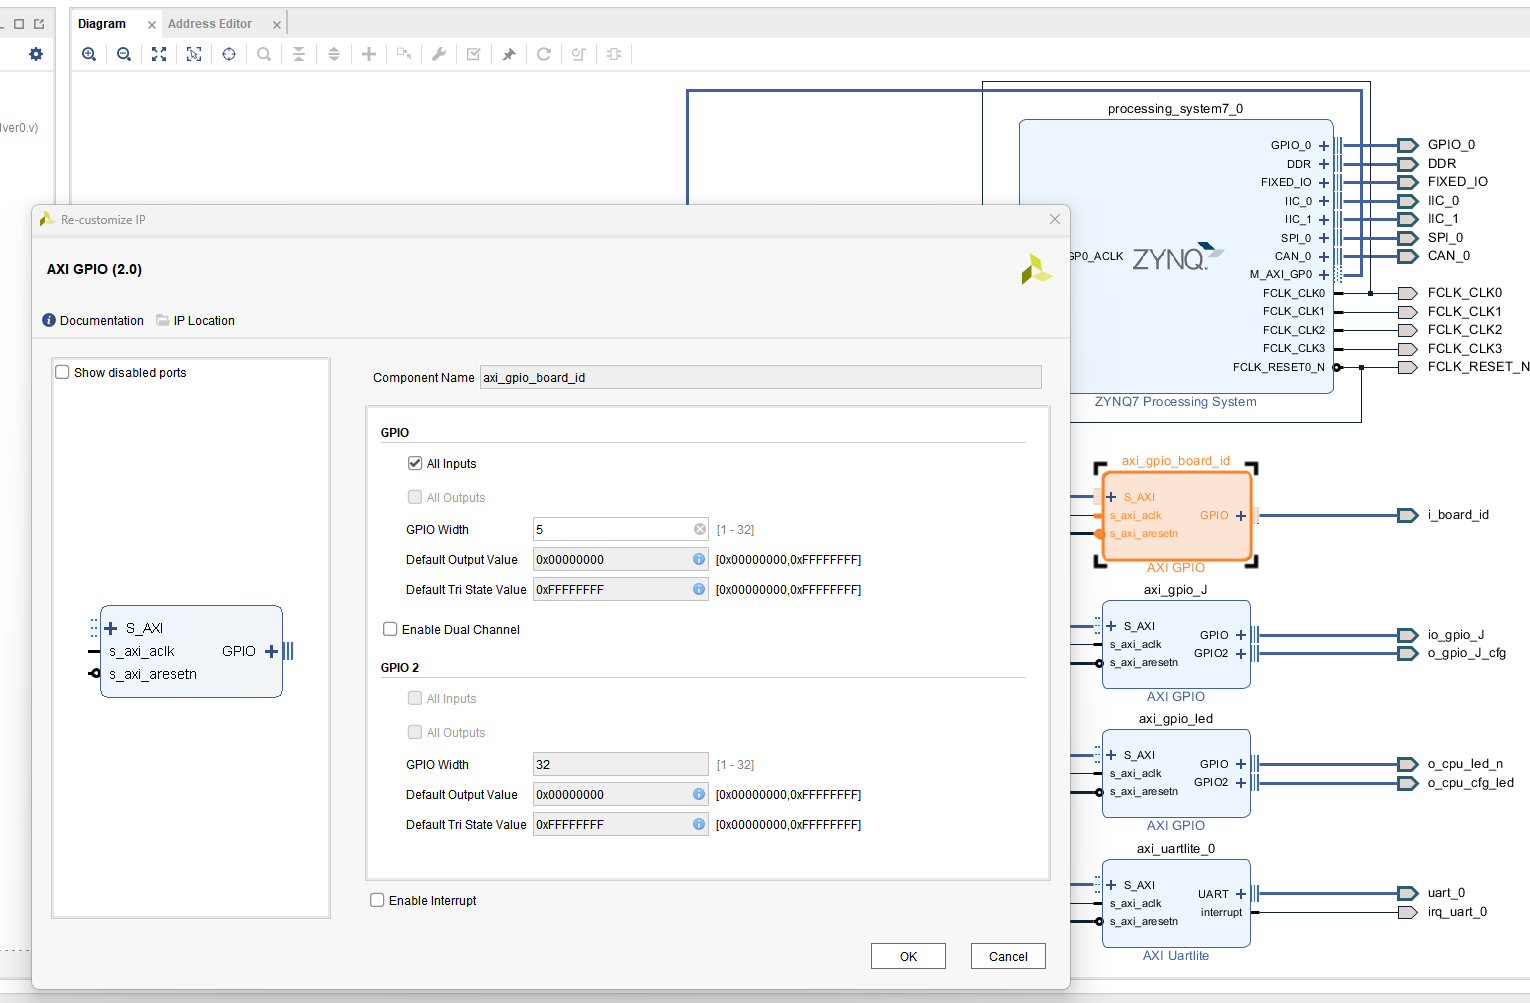 Diagram
Address Editor
lver0.v)
processing_system7_0
GPIO_0
DDR
FIXED_IO
IIC_0
IIC_1
SPI_0
CAN_0
M_AXI_GP0
FCLK_CLK0
FCLK_CLK1
FCLK_CLK2
FCLK_CLK3
FCLK_RESET0_N
GP0_ACLK
ZYNQ
ZYNQ7 Processing System
GPIO_0
DDR
FIXED_IO
IIC_0
IIC_1
SPI_0
CAN_0
FCLK_CLK0
FCLK_CLK1
FCLK_CLK2
FCLK_CLK3
FCLK_RESET_N
Re-customize IP
AXI GPIO (2.0)
Documentation
IP Location
Show disabled ports
S_AXI
s_axi_aclk
s_axi_aresetn
GPIO
Component Name axi_gpio_board_id
GPIO
All Inputs
All Outputs
GPIO Width 5 [1 - 32]
Default Output Value 0x00000000 [0x00000000,0xFFFFFFFF]
Default Tri State Value 0xFFFFFFFF [0x00000000,0xFFFFFFFF]
Enable Dual Channel
GPIO 2
All Inputs
All Outputs
GPIO Width 32 [1 - 32]
Default Output Value 0x00000000 [0x00000000,0xFFFFFFFF]
Default Tri State Value 0xFFFFFFFF [0x00000000,0xFFFFFFFF]
Enable Interrupt
OK
Cancel
axi_gpio_board_id
S_AXI
s_axi_aclk
s_axi_aresetn
GPIO
AXI GPIO
i_board_id
axi_gpio_J
S_AXI
s_axi_aclk
s_axi_aresetn
GPIO
GPIO2
AXI GPIO
io_gpio_J
o_gpio_J_cfg
axi_gpio_led
S_AXI
s_axi_aclk
s_axi_aresetn
GPIO
GPIO2
AXI GPIO
o_cpu_led_n
o_cpu_cfg_led
axi_uartlite_0
S_AXI
s_axi_aclk
s_axi_aresetn
UART
interrupt
AXI Uartlite
uart_0
irq_uart_0